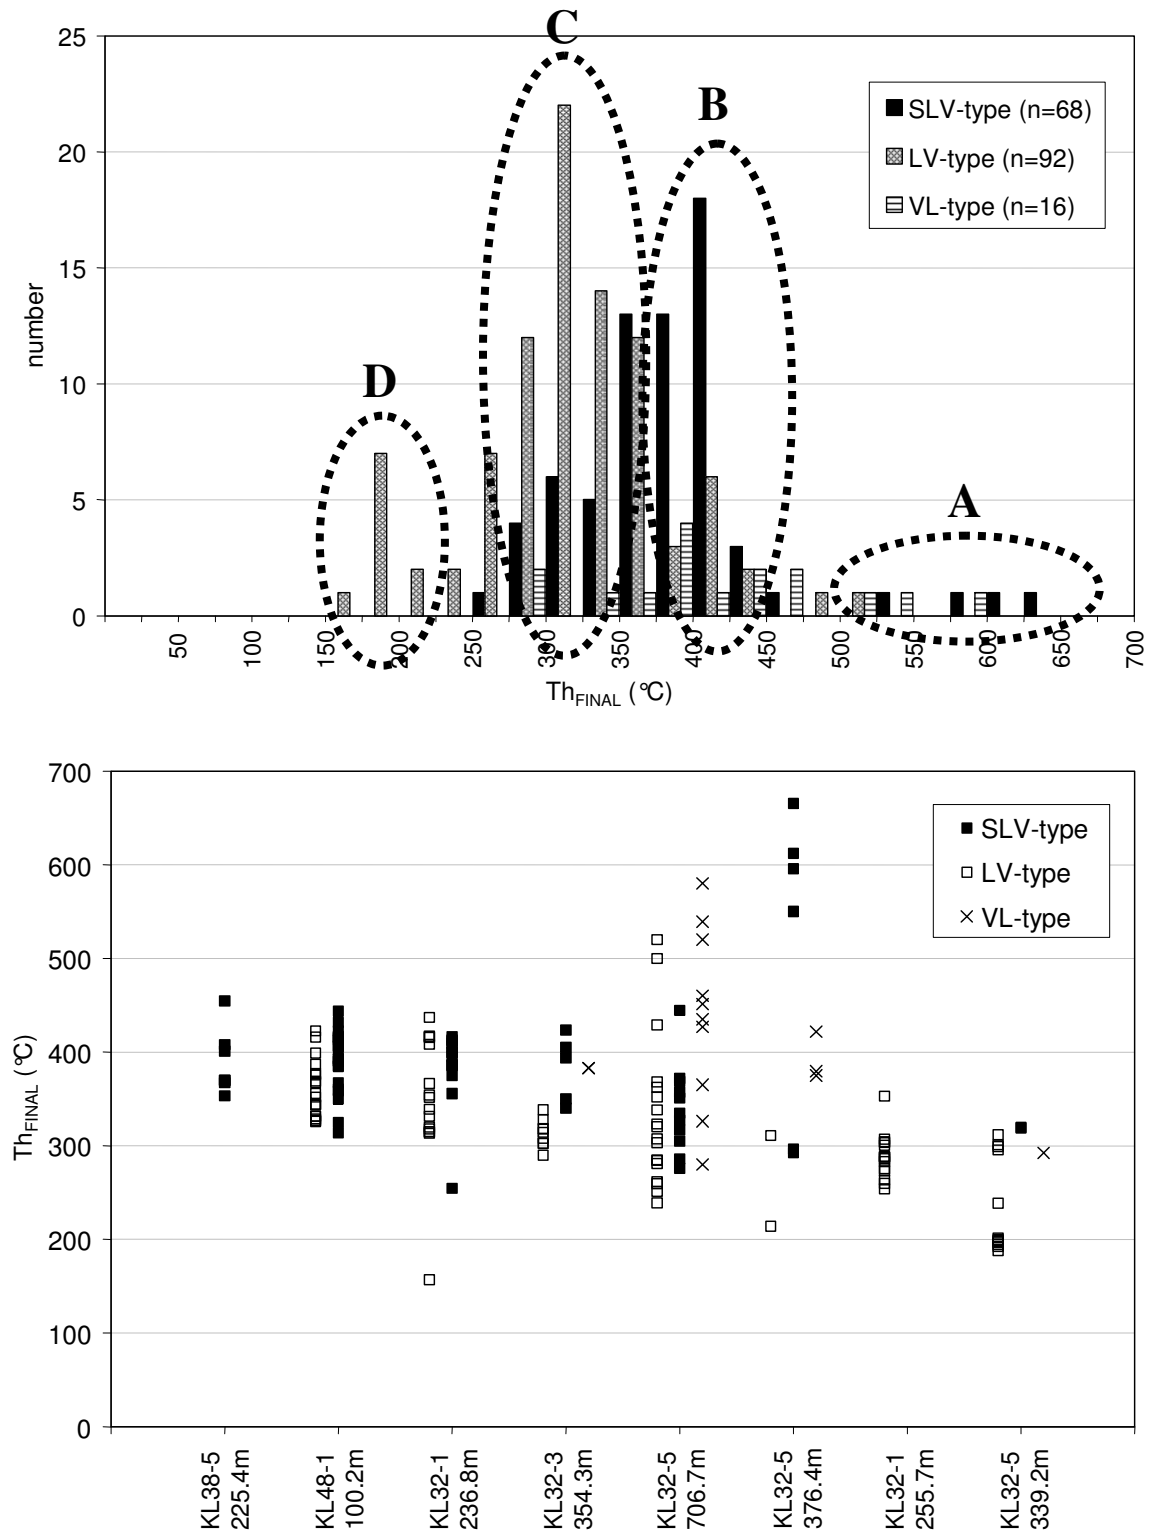 C
25
B
SLV-type (n=68)
20
LV-type (n=92)
VL-type (n=16)
15
number
D
10
5
A
0
50 100 150 200 250 300 350 400 450 500 550 600 650 700
Th_FINAL (°C)
700
SLV-type
600
LV-type
VL-type
500
400
Th_FINAL (°C)
300
200
100
0
KL38-5
225.4m
KL48-1
100.2m
KL32-1
236.8m
KL32-3
354.3m
KL32-5
706.7m
KL32-5
376.4m
KL32-1
255.7m
KL32-5
339.2m